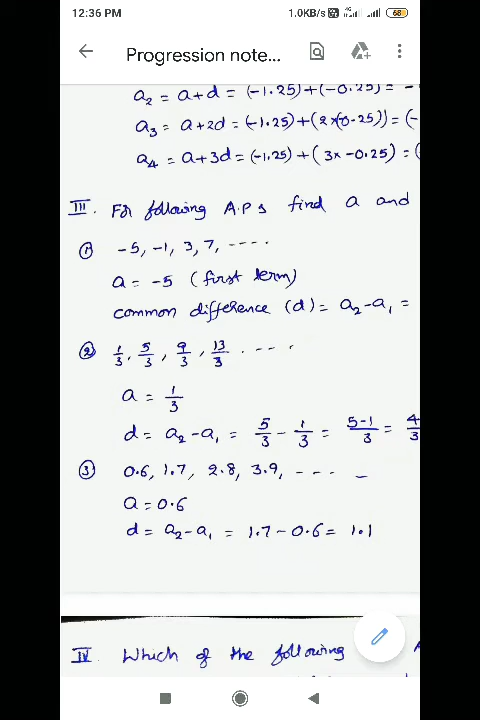 12:36 PM 1.0KB/s 4G 68
Progression note...
a₂ = a+d = (-1.25)+(-0.25) = -
a₃ = a+2d = (-1.25)+(2×(-0.25)) = (-
a₄ = a+3d = (-1.25)+(3×-0.25) = (
III. For following A.Ps find a and
① -5, -1, 3, 7, ----.
a = -5 (first term)
common difference (d) = a₂-a₁ =
② 1/3, 5/3, 9/3, 13/3 . --- .
a = 1/3
d = a₂-a₁ = 5/3 - 1/3 = 5-1/3 = 4/3
③ 0.6, 1.7, 2.8, 3.9, ---- _
a = 0.6
d = a₂-a₁ = 1.7-0.6 = 1.1
IV. Which of the following